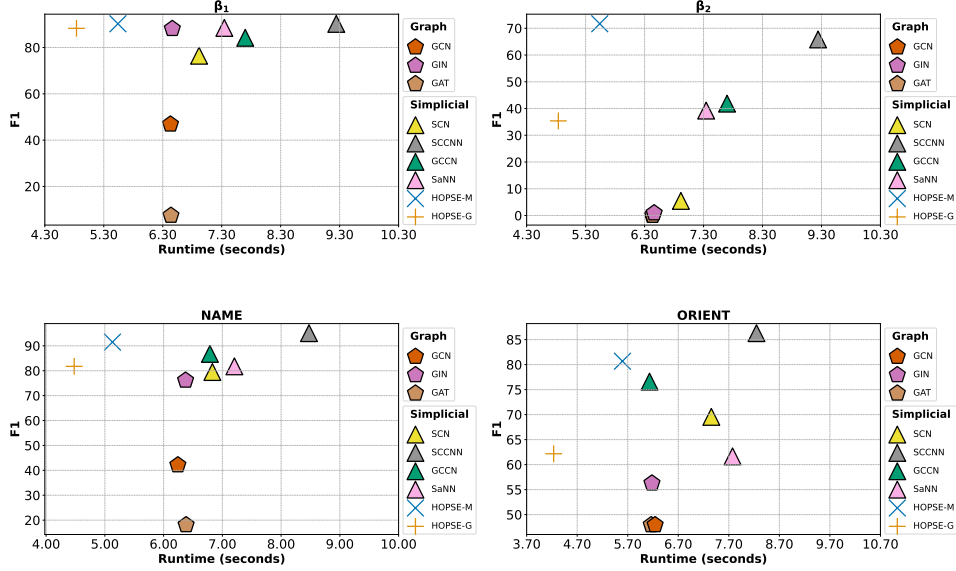 β₁
F1
80
60
40
20
4.30 5.30 6.30 7.30 8.30 9.30 10.30
Runtime (seconds)
Graph
GCN
GIN
GAT
Simplicial
SCN
SCCNN
GCCN
SaNN
HOPSE-M
HOPSE-G
β₂
F1
70
60
50
40
30
20
10
0
4.30 5.30 6.30 7.30 8.30 9.30 10.30
Runtime (seconds)
Graph
GCN
GIN
GAT
Simplicial
SCN
SCCNN
GCCN
SaNN
HOPSE-M
HOPSE-G
NAME
F1
90
80
70
60
50
40
30
20
4.00 5.00 6.00 7.00 8.00 9.00 10.00
Runtime (seconds)
Graph
GCN
GIN
GAT
Simplicial
SCN
SCCNN
GCCN
SaNN
HOPSE-M
HOPSE-G
ORIENT
F1
85
80
75
70
65
60
55
50
3.70 4.70 5.70 6.70 7.70 8.70 9.70 10.70
Runtime (seconds)
Graph
GCN
GIN
GAT
Simplicial
SCN
SCCNN
GCCN
SaNN
HOPSE-M
HOPSE-G